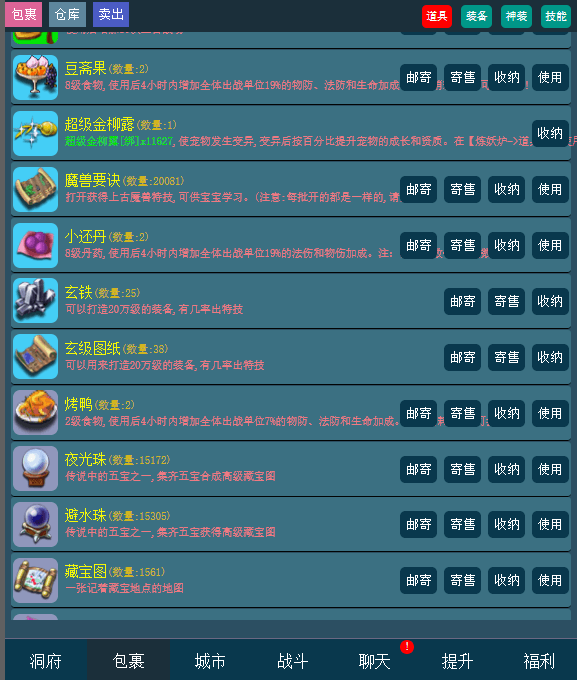 包裹 仓库 卖出 道具 装备 神装 技能
豆斋果(数量:2)
8级食物,使用后4小时内增加全体出战单位19%的物防、法防和生命加成
邮寄 寄售 收纳 使用
超级金柳露(数量:1)
超级金柳露[绑]x11627,使宠物发生变异,变异后按百分比提升宠物的成长和资质。在【炼妖炉->道
收纳
魔兽要诀(数量:20081)
打开获得上古魔兽特技,可供宝宝学习。(注意:每批开的都是一样的,请
邮寄 寄售 收纳 使用
小还丹(数量:2)
8级丹药,使用后4小时内增加全体出战单位19%的法伤和物伤加成。注:
邮寄 寄售 收纳 使用
玄铁(数量:25)
可以打造20万级的装备,有几率出特技
邮寄 寄售 收纳
玄级图纸(数量:38)
可以用来打造20万级的装备,有几率出特技
邮寄 寄售 收纳
烤鸭(数量:2)
2级食物,使用后4小时内增加全体出战单位7%的物防、法防和生命加成。
邮寄 寄售 收纳 使用
夜光珠(数量:15172)
传说中的五宝之一,集齐五宝合成高级藏宝图
邮寄 寄售 收纳 使用
避水珠(数量:15305)
传说中的五宝之一,集齐五宝获得高级藏宝图
邮寄 寄售 收纳 使用
藏宝图(数量:1561)
一张记着藏宝地点的地图
邮寄 寄售 收纳 使用
洞府 包裹 城市 战斗 聊天 ! 提升 福利